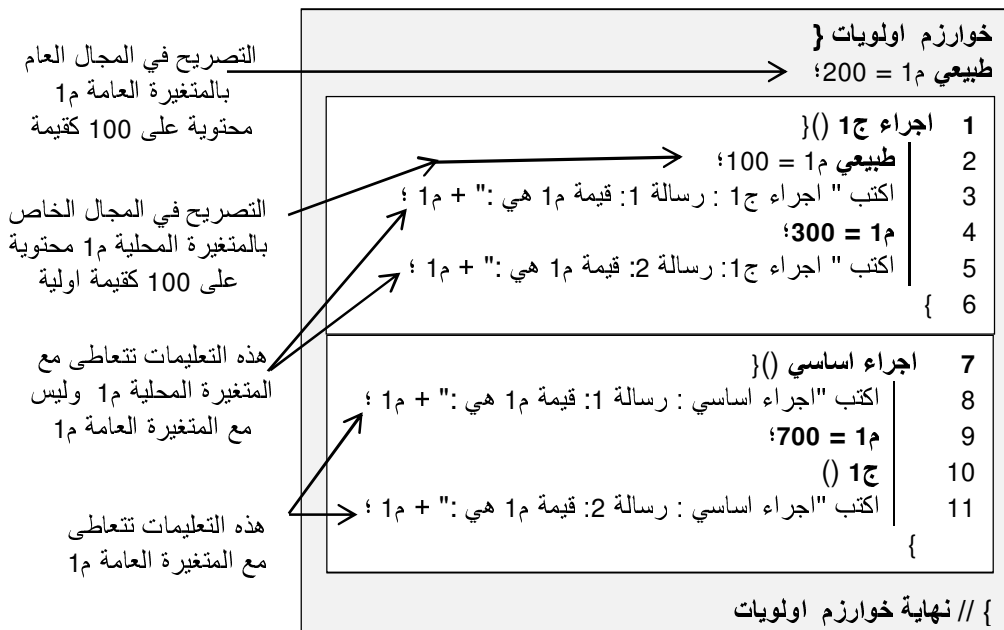 خوارزم اولويات {
طبيعي م1 = 200؛
1 اجراء ج1 (){
2 طبيعي م1 = 100؛
3 اكتب " اجراء ج1 : رسالة 1: قيمة م1 هي :" + م1 ؛
4 م1 = 300؛
5 اكتب " اجراء ج1: رسالة 2: قيمة م1 هي :" + م1 ؛
6 }
7 اجراء اساسي (){
8 اكتب "اجراء اساسي : رسالة 1: قيمة م1 هي :" + م1 ؛
9 م1 = 700؛
10 ج1 ()
11 اكتب "اجراء اساسي : رسالة 2: قيمة م1 هي :" + م1 ؛
}
} // نهاية خوارزم اولويات
التصريح في المجال العام
بالمتغيرة العامة م1
محتوية على 100 كقيمة
التصريح في المجال الخاص
بالمتغيرة المحلية م1 محتوية
على 100 كقيمة اولية
هذه التعليمات تتعاطى مع
المتغيرة المحلية م1 وليس
مع المتغيرة العامة م1
هذه التعليمات تتعاطى
مع المتغيرة العامة م1